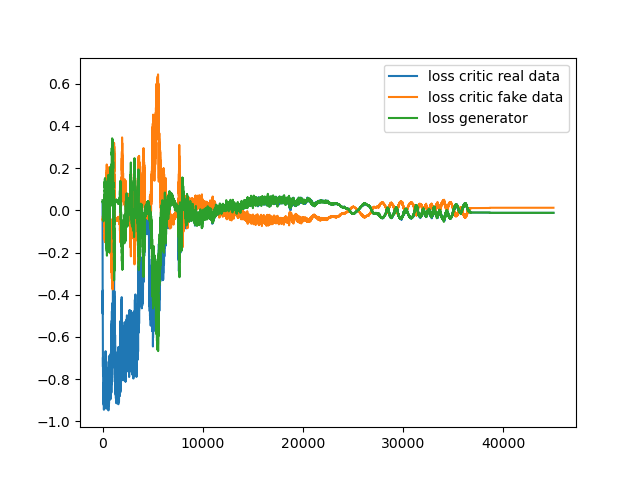 loss critic real data
loss critic fake data
loss generator
0.6
0.4
0.2
0.0
−0.2
−0.4
−0.6
−0.8
−1.0
0 10000 20000 30000 40000